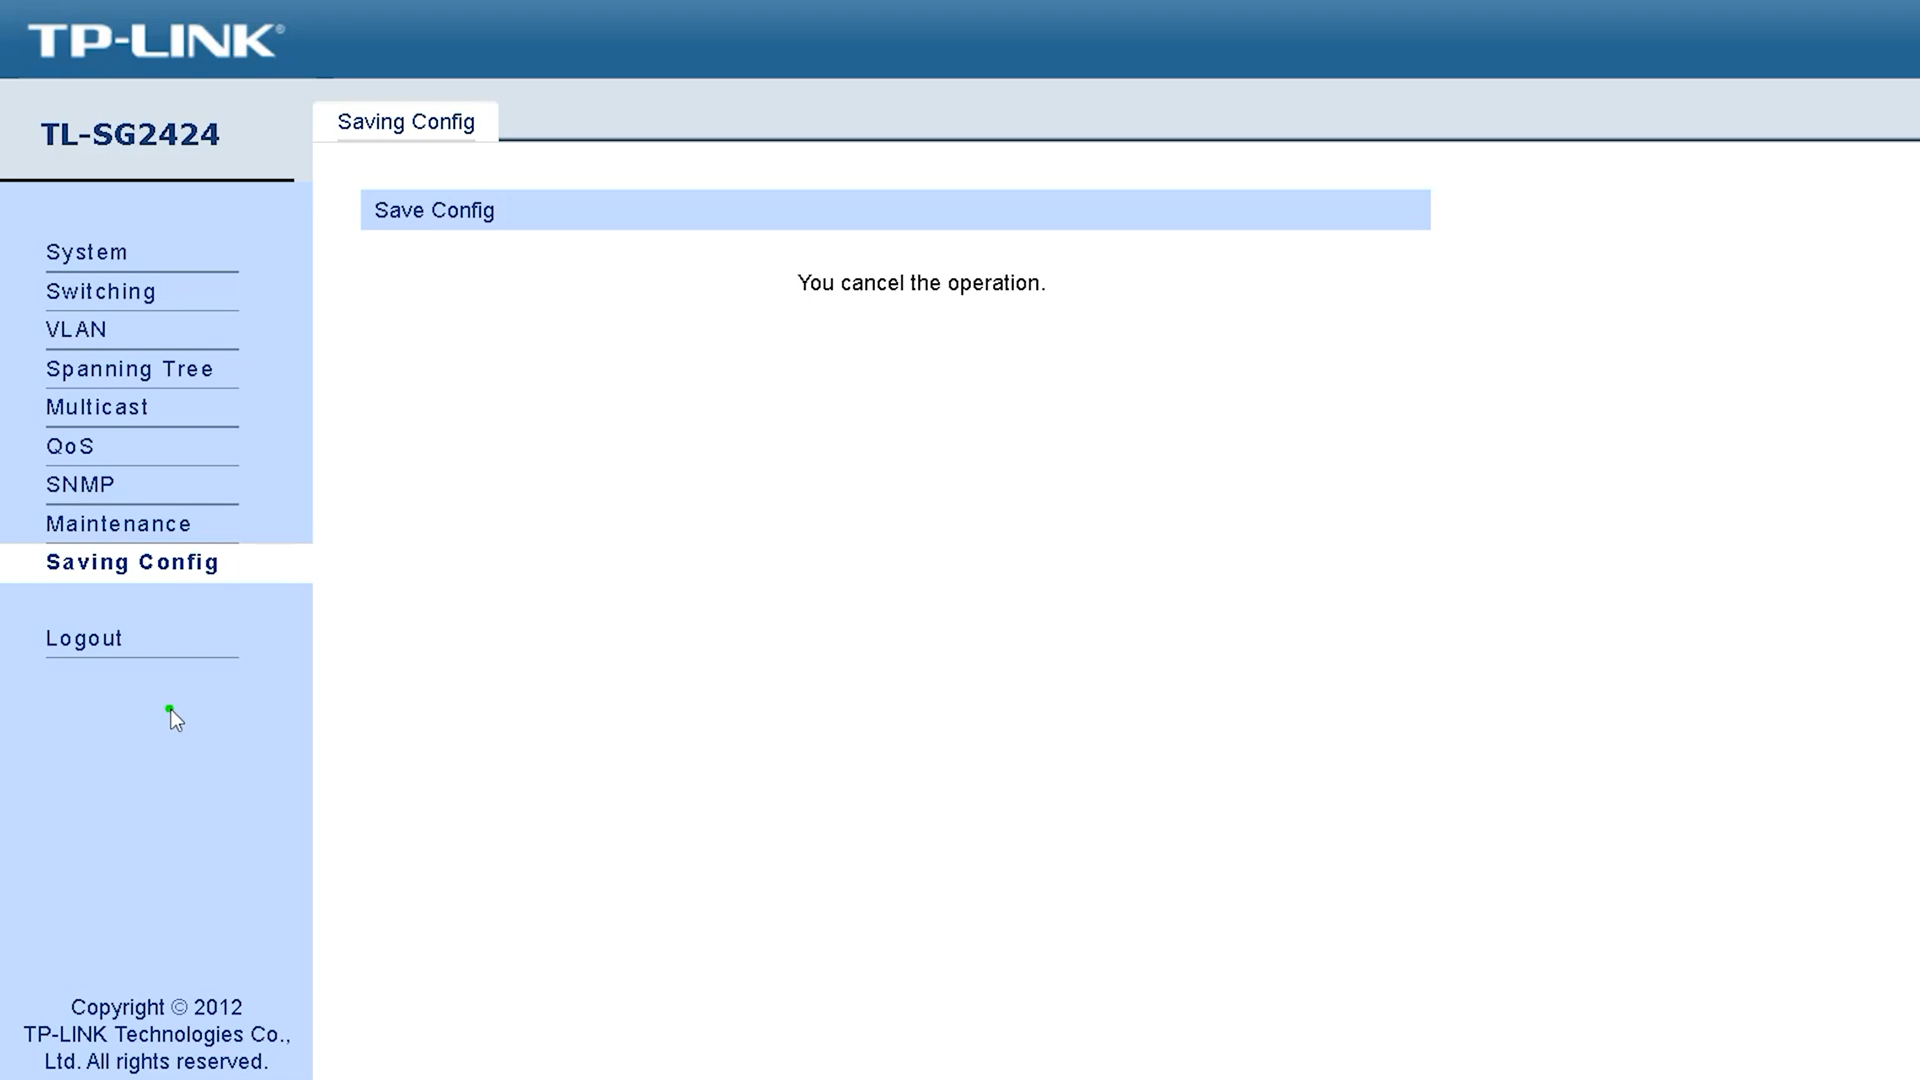 TP-LINK®
TL-SG2424
Saving Config
Save Config
You cancel the operation.
System
Switching
VLAN
Spanning Tree
Multicast
QoS
SNMP
Maintenance
Saving Config
Logout
Copyright © 2012
TP-LINK Technologies Co.,
Ltd. All rights reserved.